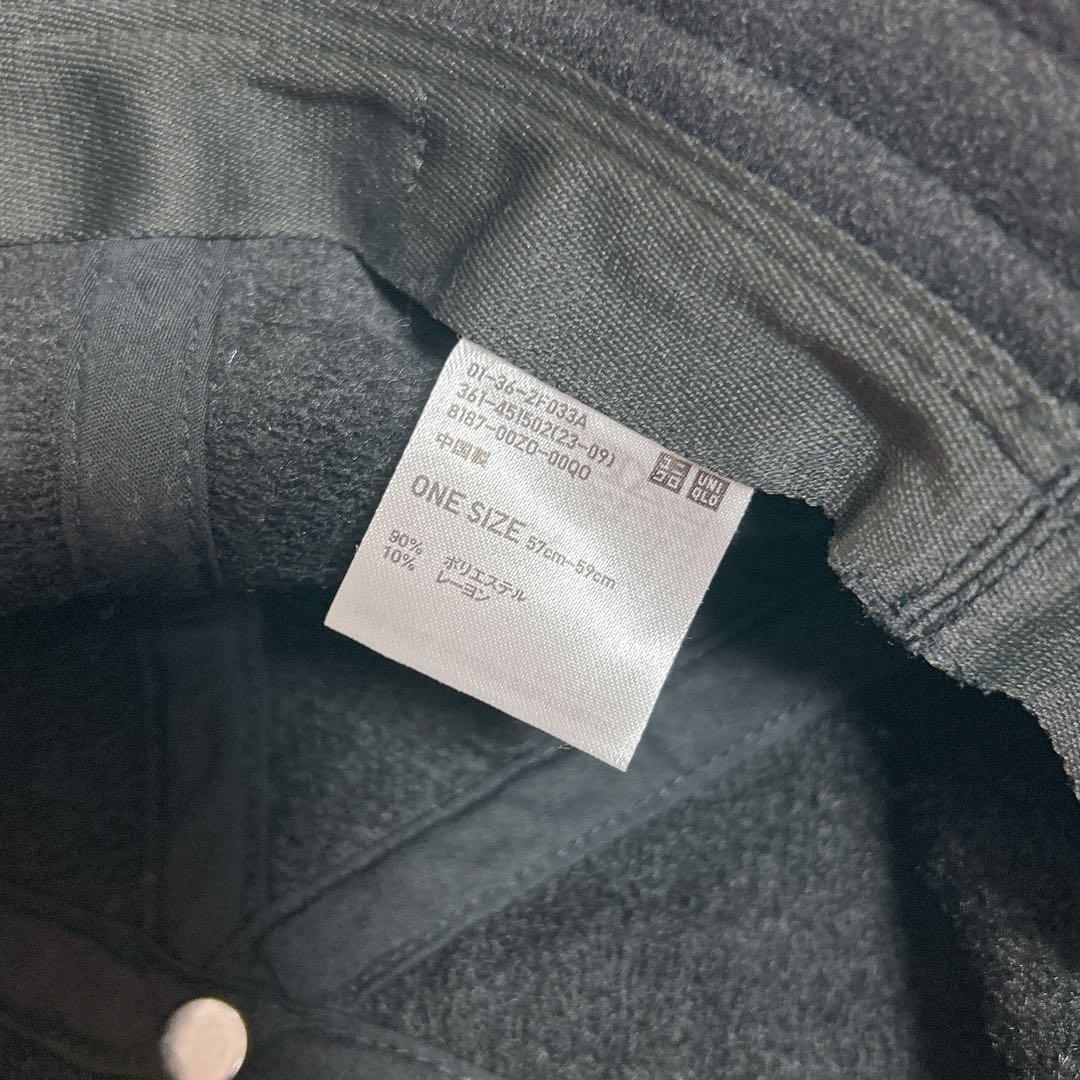 01-36-2F033A
361-451502(23-09)
8187-00Z0-00Q0
中国製
ユニ
クロ
UNI
QLO
ONE SIZE 57cm~59cm
90% ポリエステル
10% レーヨン